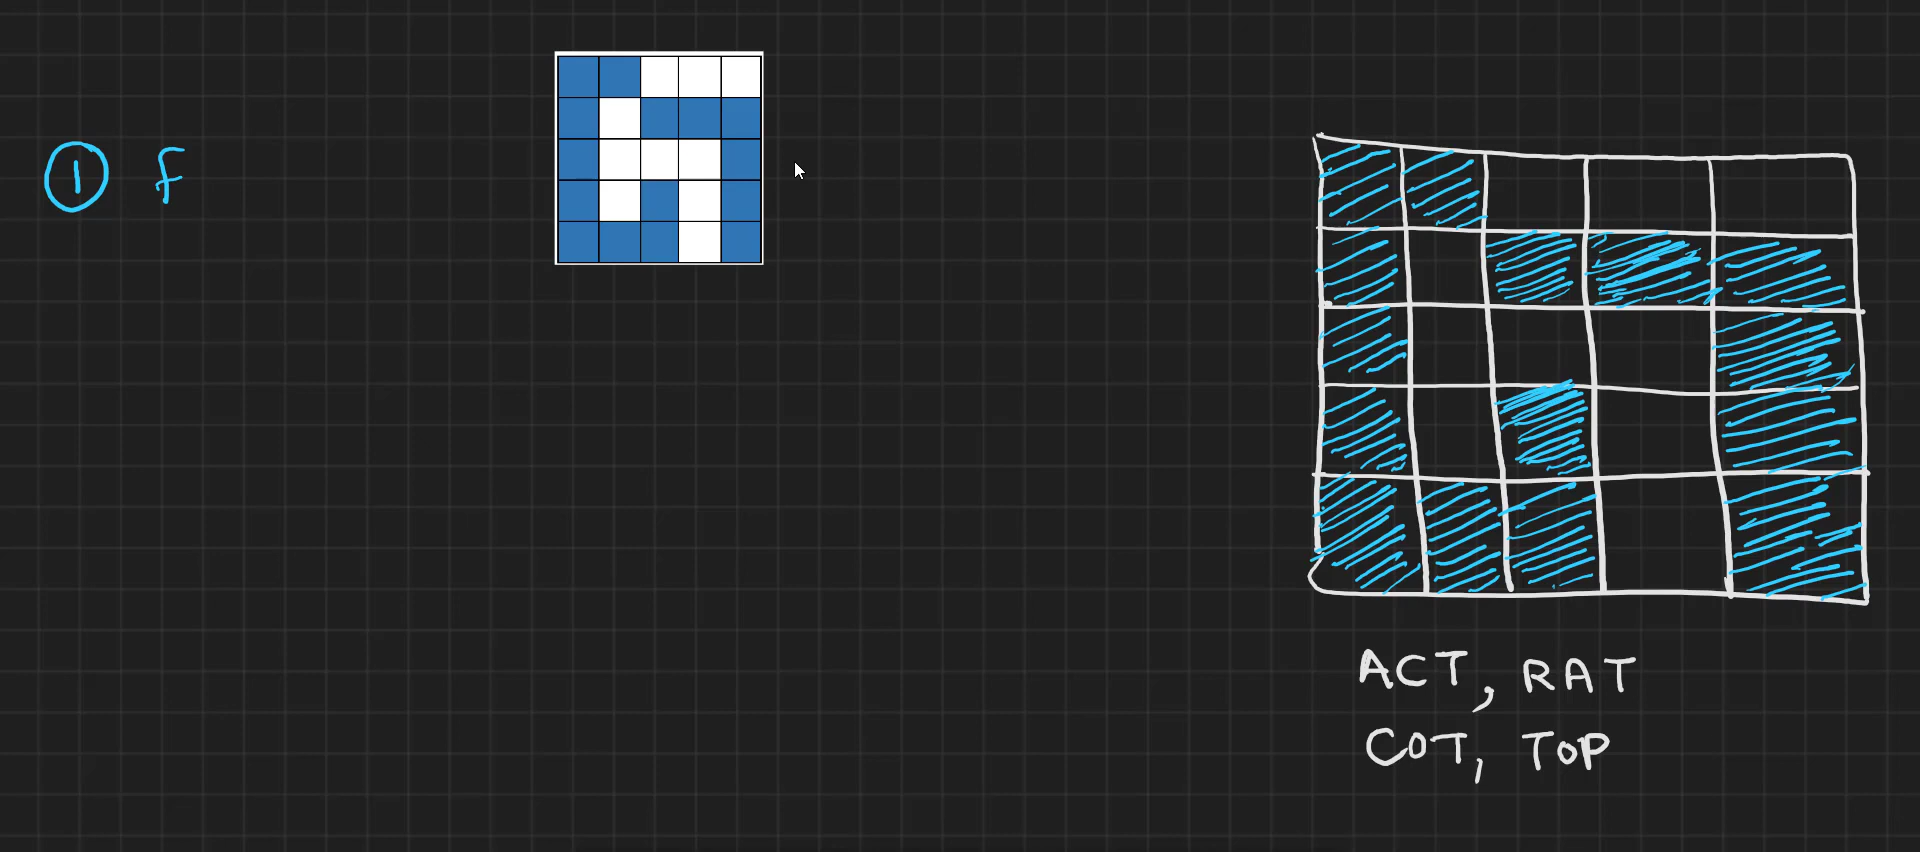 ① f
ACT, RAT
COT, TOP